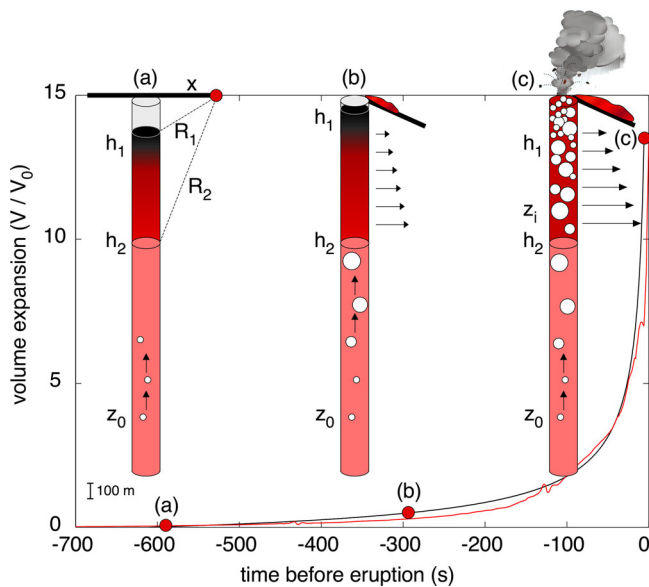 (a)
(b)
(c)
x
15
R1
R2
h1
h1
h1
(c)
zi
10
h2
h2
h2
volume expansion (V / V0)
5
z0
z0
z0
100 m
(a)
(b)
0
-700
-600
-500
-400
-300
-200
-100
0
time before eruption (s)